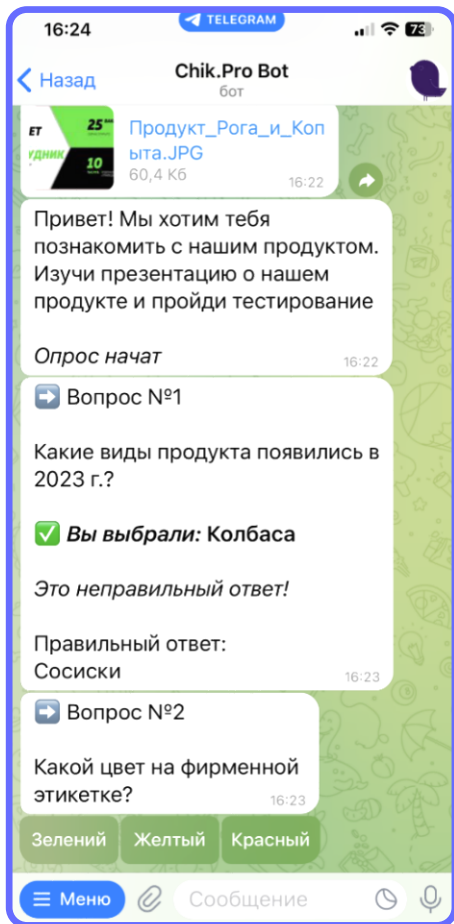 16:24
TELEGRAM
73
Назад
Chik.Pro Bot
бот
ЕТ
УДНИК
25
10
Продукт_Рога_и_Коп
ыта.JPG
60,4 Кб
16:22
Привет! Мы хотим тебя
познакомить с нашим продуктом.
Изучи презентацию о нашем
продукте и пройди тестирование
Опрос начат
16:22
Вопрос №1
Какие виды продукта появились в
2023 г.?
Вы выбрали: Колбаса
Это неправильный ответ!
Правильный ответ:
Сосиски
16:23
Вопрос №2
Какой цвет на фирменной
этикетке?
16:23
Зелений Желтый Красный
Меню
Сообщение